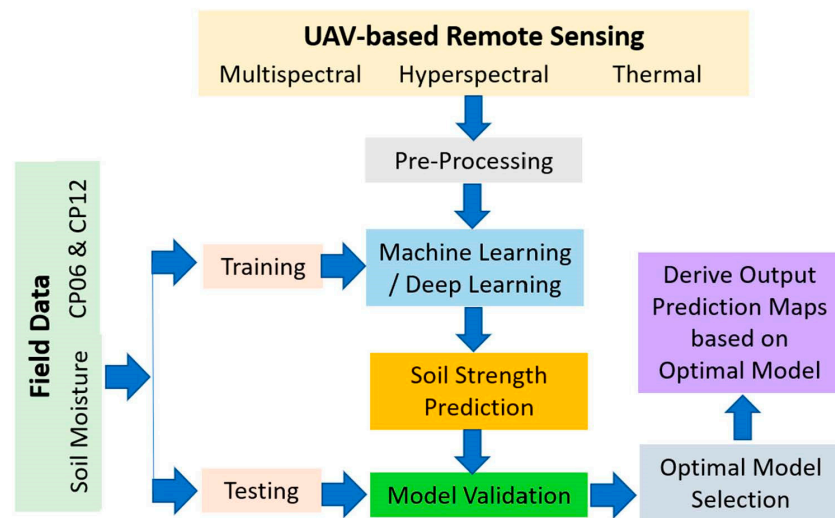 UAV-based Remote Sensing
Multispectral Hyperspectral Thermal
Pre-Processing
Field Data
CP06 & CP12
Soil Moisture
Training
Machine Learning
/ Deep Learning
Derive Output
Prediction Maps
based on
Optimal Model
Soil Strength
Prediction
Testing
Model Validation
Optimal Model
Selection